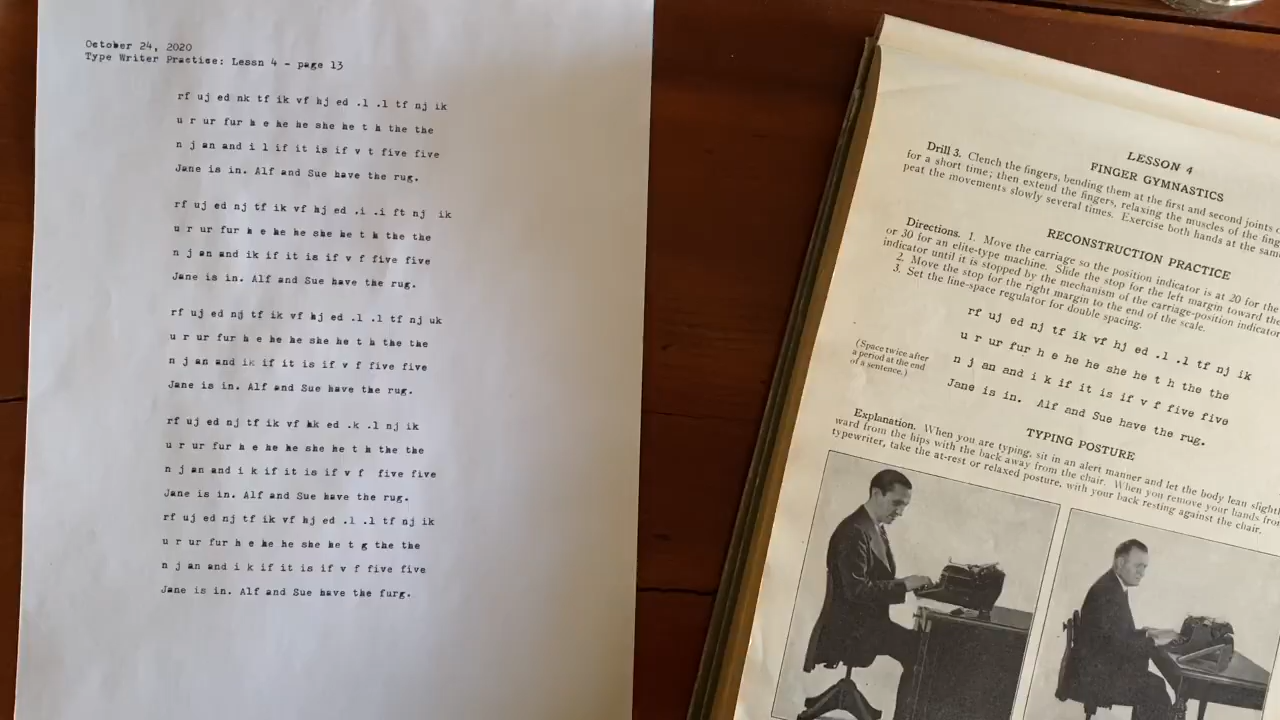 October 24, 2020
Type Writer Practice: Lessn 4 - page 13
rf uj ed nk tf ik vf hj ed .l .l tf nj ik
u r ur fur h e he he she he t h the the
n j an and i l if it is if v t five five
Jane is in. Alf and Sue have the rug.
rf uj ed nj tf ik vf hj ed .i .i ft nj ik
u r ur fur h e he he she he t h the the
n j an and ik if it is if v f five five
Jane is in. Alf and Sue have the rug.
rf uj ed nj tf ik vf hj ed .l .l tf nj uk
u r ur fur h e he he she he t h the the
n j an and ik if it is if v f five five
Jane is in. Alf and Sue have the rug.
rf uj ed nj tf ik vf hk ed .k .l nj ik
u r ur fur h e he he she he t h the the
n j an and i k if it is if v f five five
Jane is in. Alf and Sue have the rug.
rf uj ed nj tf ik vf hj ed .l .l tf nj ik
u r ur fur h e he he she he t g the the
n j an and i k if it is if v f five five
Jane is in. Alf and Sue have the furg.
LESSON 4
FINGER GYMNASTICS
Drill 3. Clench the fingers, bending them at the first and second joints
for a short time; then extend the fingers, relaxing the muscles of the
peat the movements slowly several times. Exercise both hands at the
RECONSTRUCTION PRACTICE
Directions. 1. Move the carriage so the position indicator is at 20 for the
or 30 for an elite-type machine. Slide the stop for the left margin toward the
indicator until it is stopped by the mechanism of the carriage-position indicator
2. Move the stop for the right margin to the end of the scale.
3. Set the line-space regulator for double spacing.
rf uj ed nj tf ik vf hj ed .l .l tf nj ik
u r ur fur h e he he she he t h the the
n j an and i k if it is if v f five five
Jane is in. Alf and Sue have the rug.
(Space twice after
a period at the end
of a sentence.)
TYPING POSTURE
Explanation. When you are typing, sit in an alert manner and let the body lean
ward from the hips with the back away from the chair. When you remove your hands
typewriter, take the at-rest or relaxed posture, with your back resting against the chair.